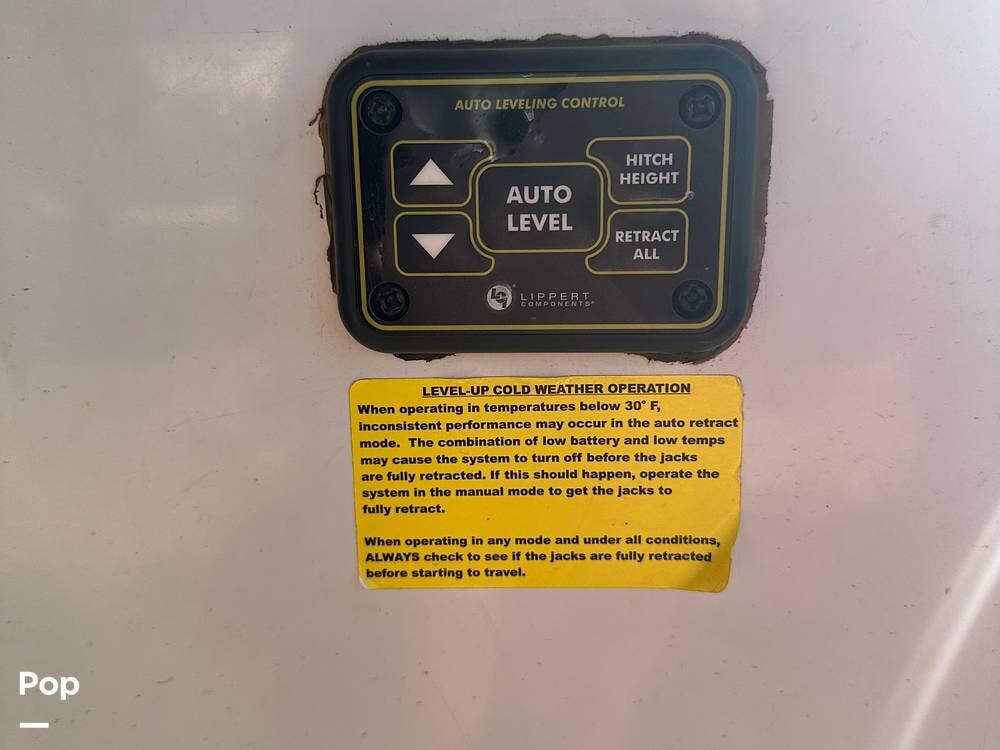 AUTO LEVELING CONTROL
AUTO
LEVEL
HITCH
HEIGHT
RETRACT
ALL
LCI LIPPERT
COMPONENTS®
LEVEL-UP COLD WEATHER OPERATION
When operating in temperatures below 30° F,
inconsistent performance may occur in the auto retract
mode. The combination of low battery and low temps
may cause the system to turn off before the jacks
are fully retracted. If this should happen, operate the
system in the manual mode to get the jacks to
fully retract.
When operating in any mode and under all conditions,
ALWAYS check to see if the jacks are fully retracted
before starting to travel.
Pop